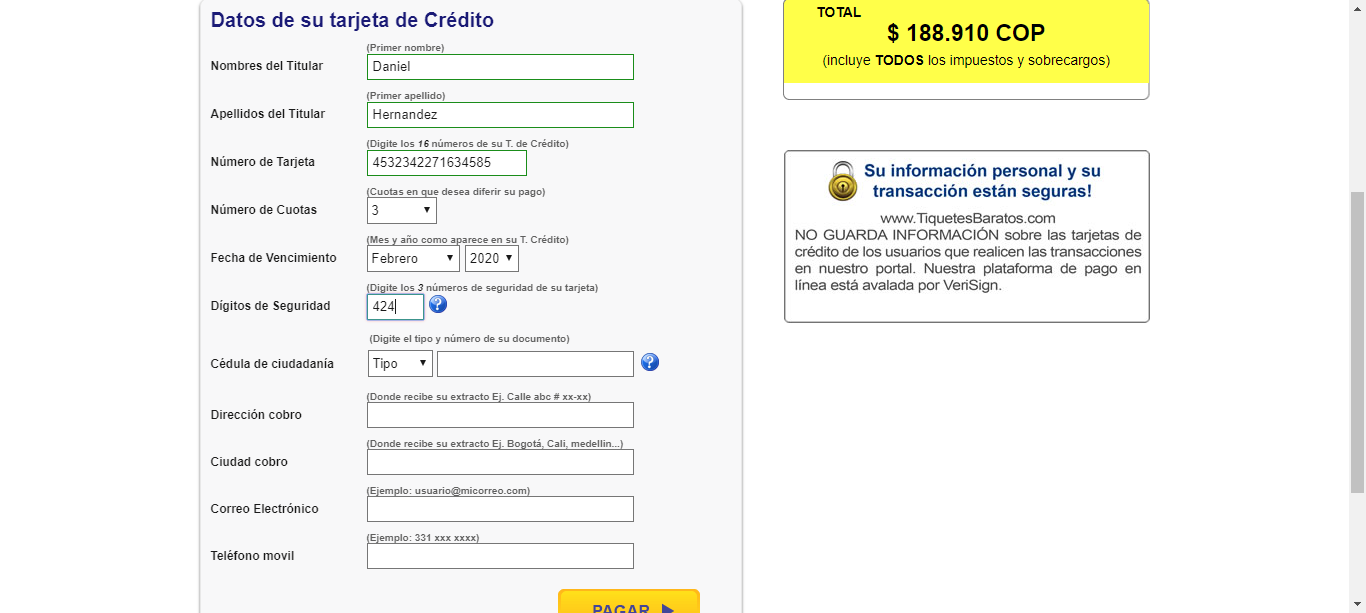 Datos de su tarjeta de Crédito
(Primer nombre)
Nombres del Titular
Daniel
(Primer apellido)
Apellidos del Titular
Hernandez
(Digite los 16 números de su T. de Crédito)
Número de Tarjeta
4532342271634585
(Cuotas en que desea diferir su pago)
Número de Cuotas
3
(Mes y año como aparece en su T. Crédito)
Fecha de Vencimiento
Febrero
2020
(Digite los 3 números de seguridad de su tarjeta)
Dígitos de Seguridad
424
?
(Digite el tipo y número de su documento)
Cédula de ciudadanía
Tipo
?
(Donde recibe su extracto Ej. Calle abc # xx-xx)
Dirección cobro
(Donde recibe su extracto Ej. Bogotá, Cali, medellin...)
Ciudad cobro
(Ejemplo: usuario@micorreo.com)
Correo Electrónico
(Ejemplo: 331 xxx xxxx)
Teléfono movil
PAGAR
TOTAL
$ 188.910 COP
(incluye TODOS los impuestos y sobrecargos)
Su información personal y su
transacción están seguras!
www.TiquetesBaratos.com
NO GUARDA INFORMACIÓN sobre las tarjetas de
crédito de los usuarios que realicen las transacciones
en nuestro portal. Nuestra plataforma de pago en
línea está avalada por VeriSign.